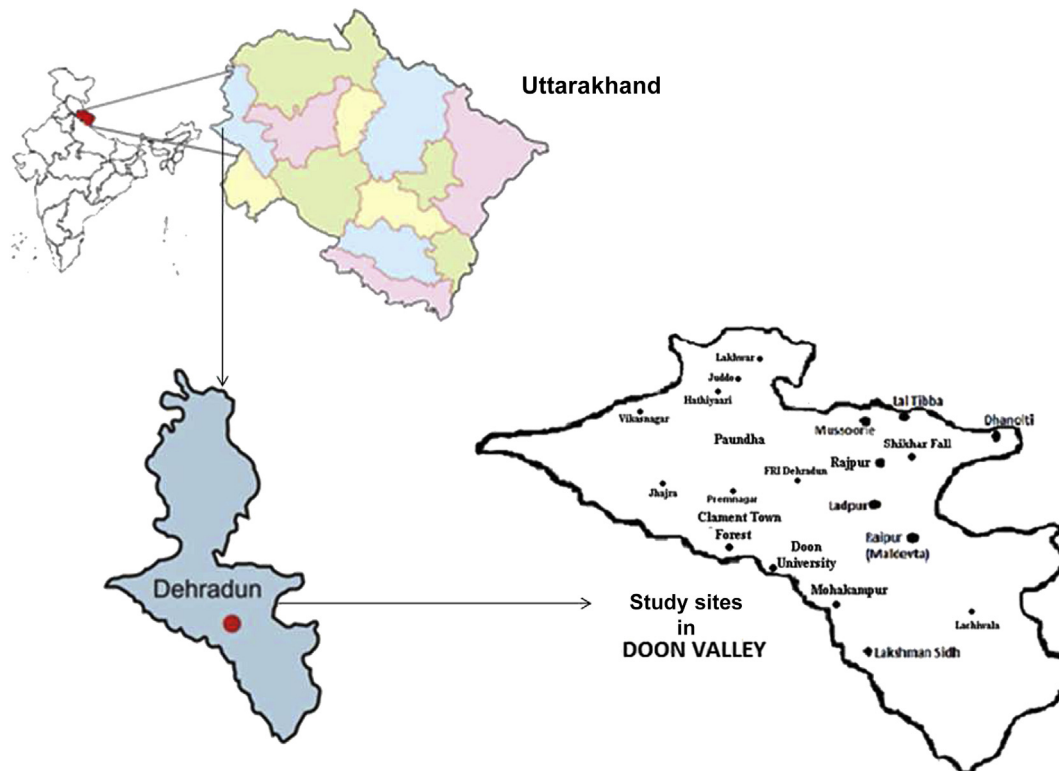 Uttarakhand
Dehradun
Study sites
in
DOON VALLEY
Lakhwar
Juddo
Hathiyaari
Vikasnagar
Lal Tibba
Mussoorie
Dhanolti
Paundha
Shikhar Fall
Rajpur
FRI Dehradun
Jhajra
Premnagar
Ladpur
Clament Town
Forest
Doon
University
Raipur
(Maldevta)
Mohakampur
Lachiwala
Lakshman Sidh